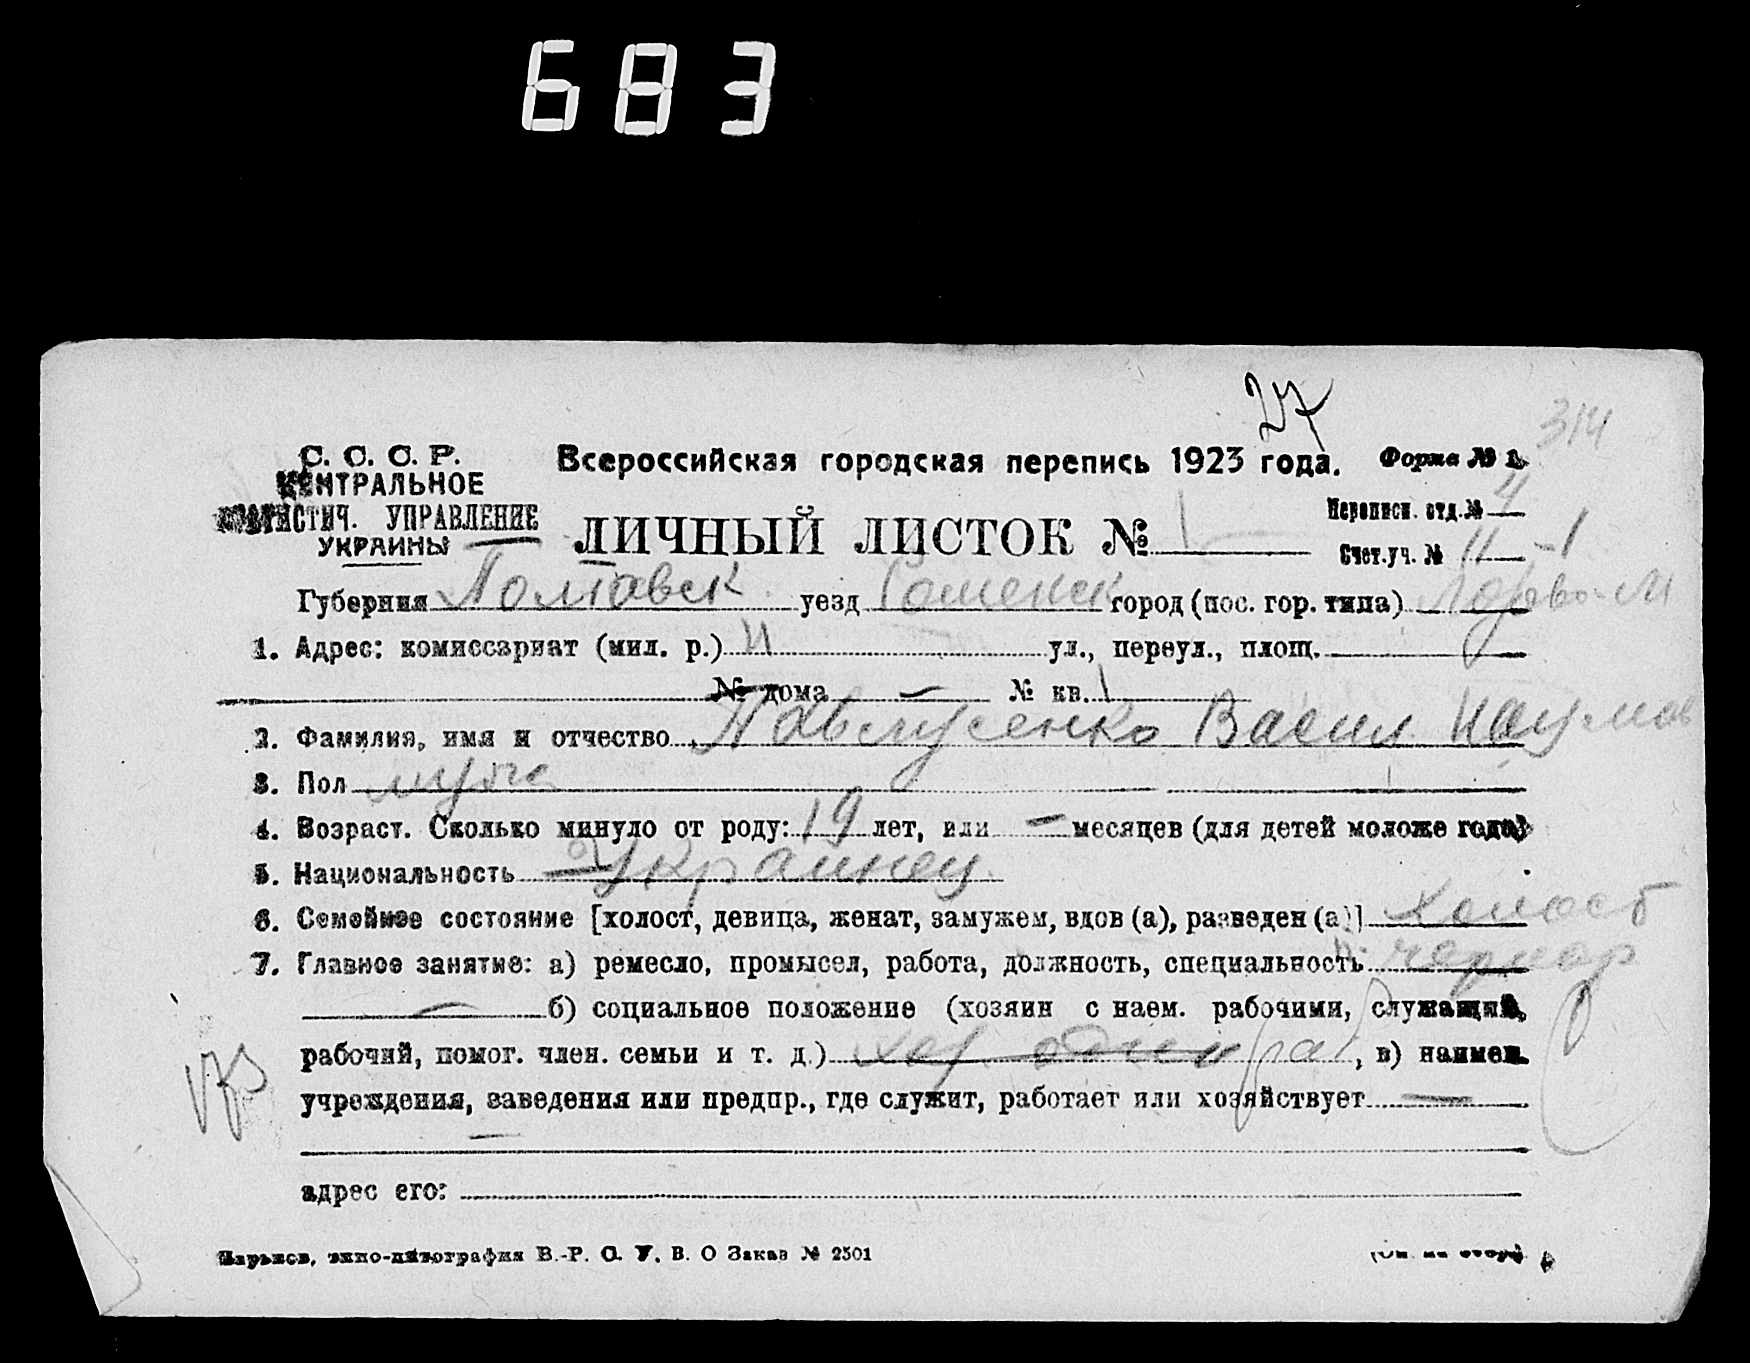 683
27
314
С. С. С. Р.
ЦЕНТРАЛЬНОЕ
СТАТИСТИЧ. УПРАВЛЕНИЕ
УКРАИНЫ
Всероссийская городская перепись 1923 года.
Форма № 1.
ЛИЧНЫЙ ЛИСТОК № 1
Переписн. отд. № 4
Счет. уч. № 11 - 1
Губерния Полтавск уезд Роменск город (пос. гор. типа)
1. Адрес: комиссариат (мил. р.) ул., переул., площ.
№ дома — № кв. 1
2. Фамилия, имя и отчество Павлусенко Васил Наумов
3. Пол мужс
4. Возраст. Сколько минуло от роду: 19 лет, или — месяцев (для детей моложе года)
5. Национальность Украинец
6. Семейное состояние [холост, девица, женат, замужем, вдов (а), разведен (а)] холост
7. Главное занятие: а) ремесло, промысел, работа, должность, специальность
— б) социальное положение (хозяин с наем. рабочими, служащий,
рабочий, помог. член. семьи и т. д.) , в) наимен.
учреждения, заведения или предпр., где служит, работает или хозяйствует —
—
адрес его:
Харьков, типо-литография В.-Р. С. У. В. О Заказ № 2501